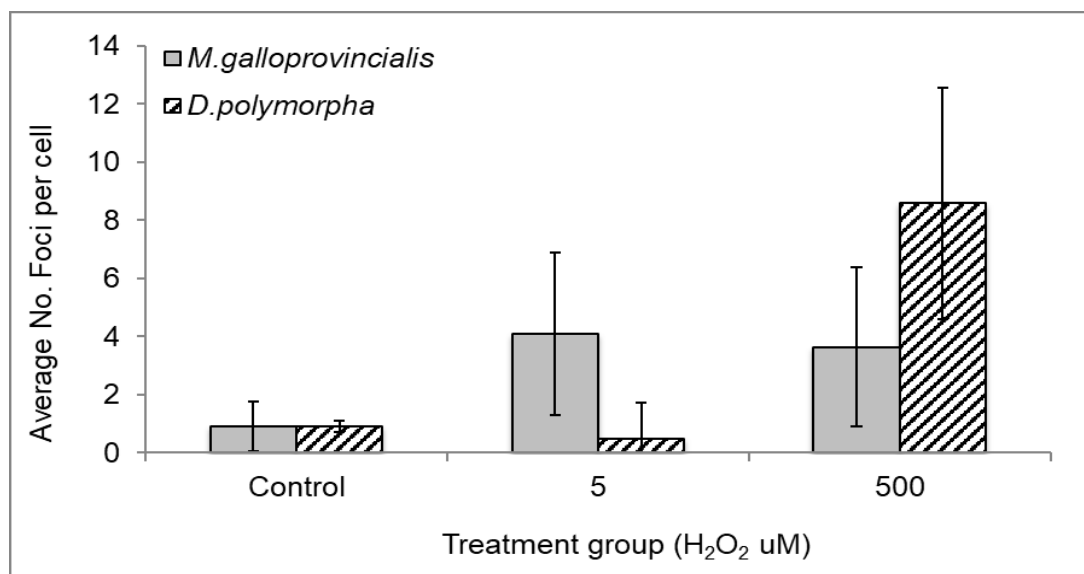 14
12
10
8
6
4
2
0
Average No. Foci per cell
M.galloprovincialis
D.polymorpha
Control 5 500
Treatment group (H₂O₂ uM)